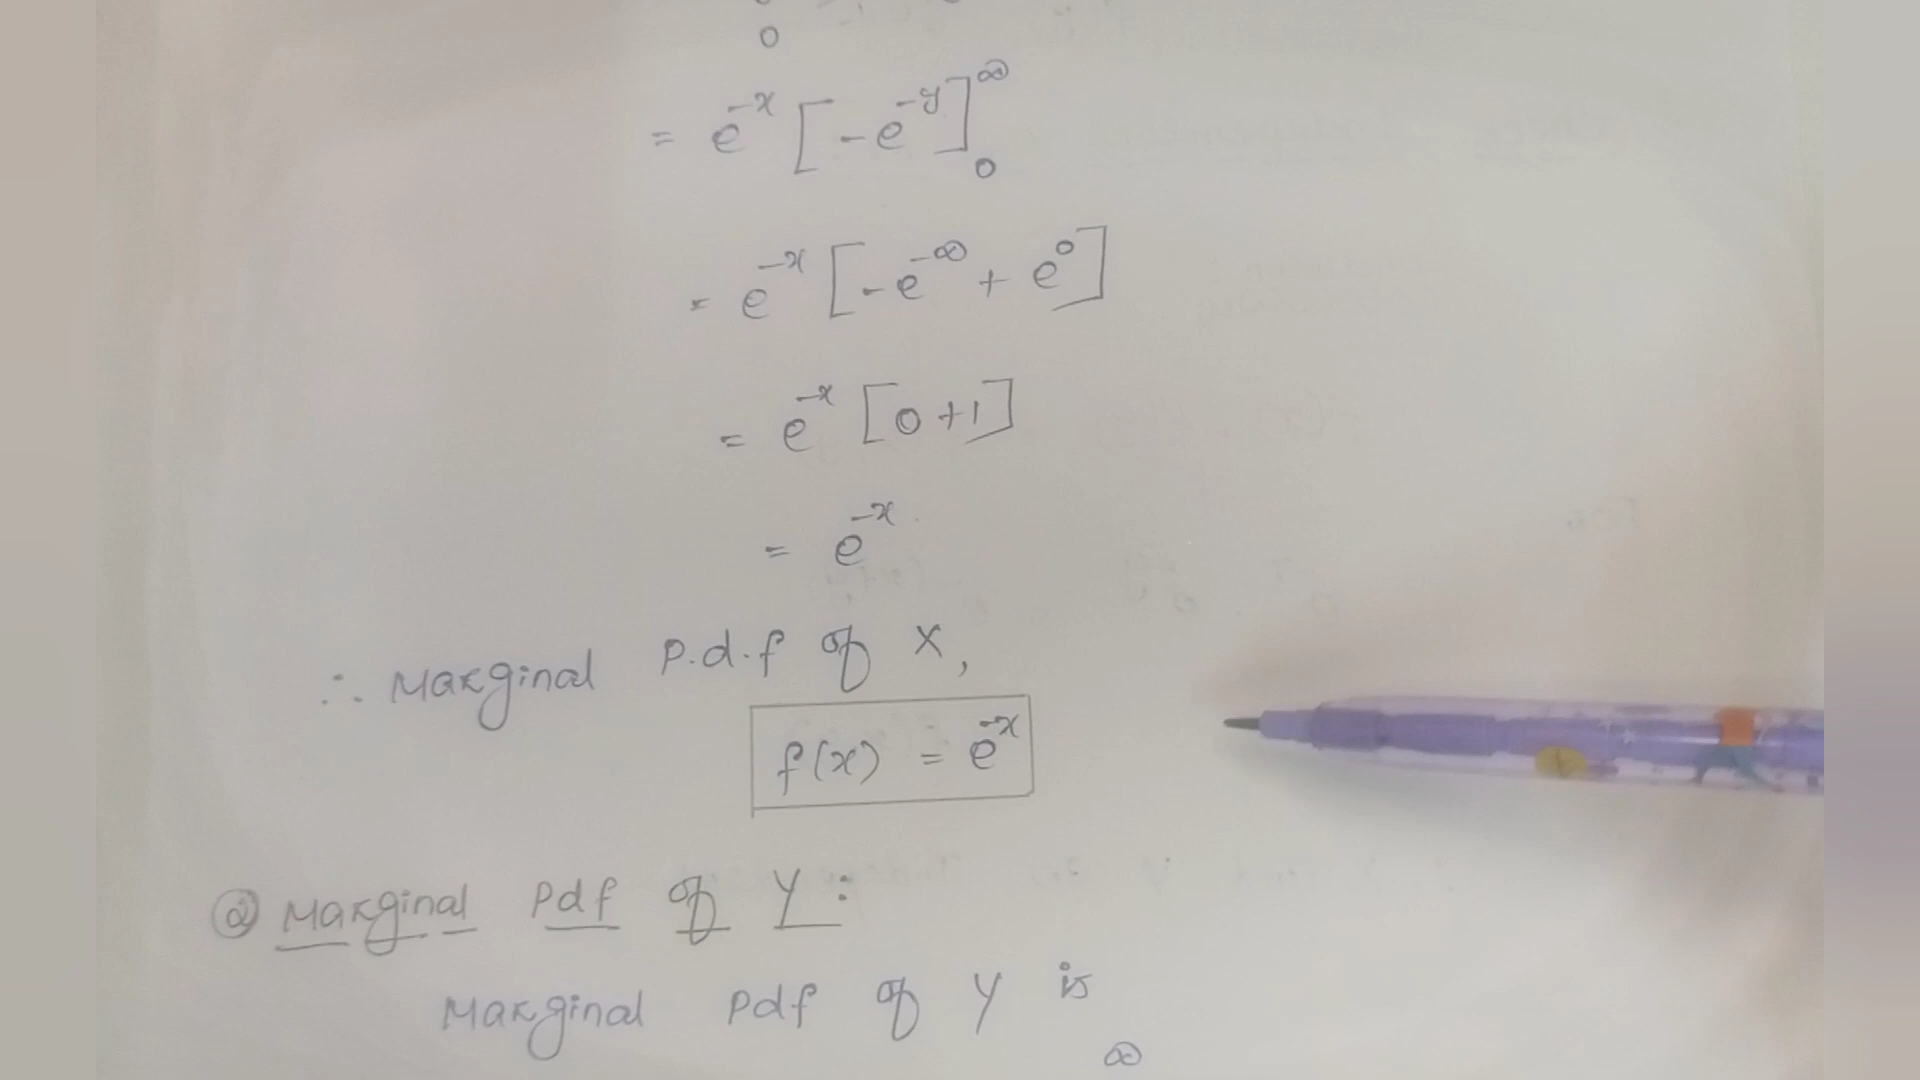 0
= e^{-x} [-e^{-y}]_0^∞
= e^{-x} [-e^{-∞} + e^0]
= e^{-x} [0+1]
= e^{-x}
∴ Marginal P.d.f of X,
f(x) = e^{-x}
② Marginal Pdf of Y:
Marginal Pdf of Y is
∞